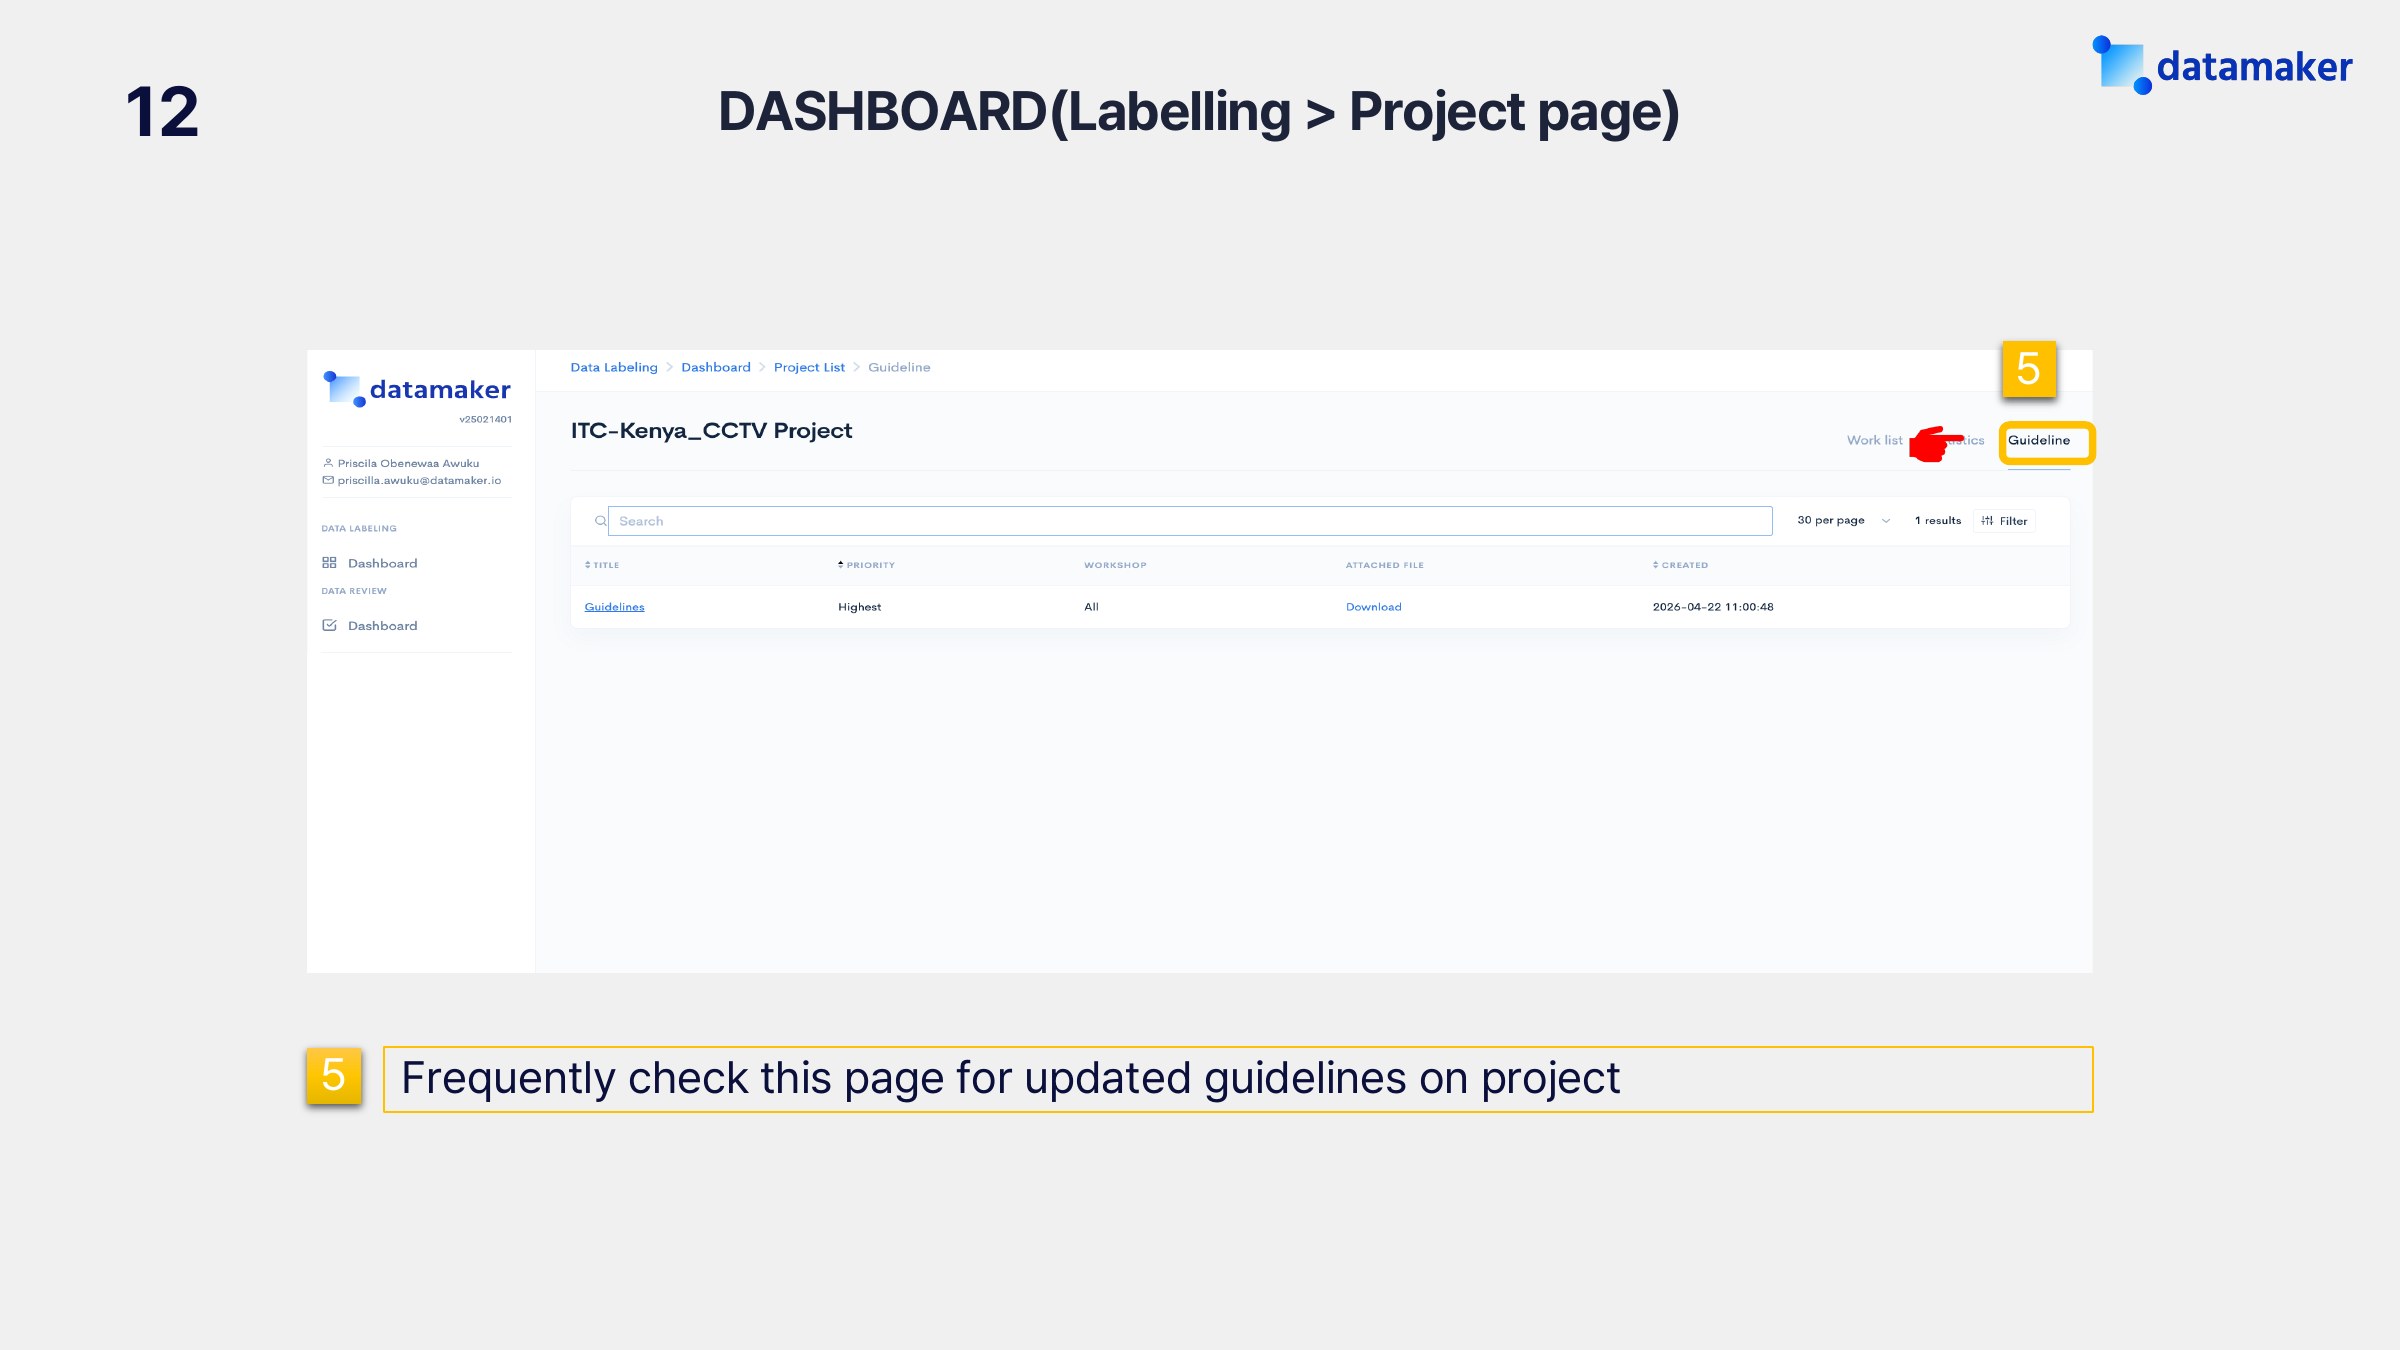 12
DASHBOARD(Labelling > Project page)
datamaker
datamaker
v25021401
Priscila Obenewaa Awuku
priscilla.awuku@datamaker.io
DATA LABELING
Dashboard
DATA REVIEW
Dashboard
Data Labeling > Dashboard > Project List > Guideline
5
ITC-Kenya_CCTV Project
Work list
Guideline
Search
30 per page
1 results
Filter
TITLE PRIORITY WORKSHOP ATTACHED FILE CREATED
Guidelines Highest All Download 2026-04-22 11:00:48
5
Frequently check this page for updated guidelines on project